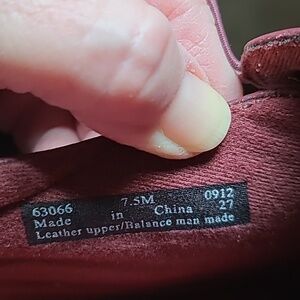 63066 7.5M 0912
Made in China 27
Leather upper/Balance man made